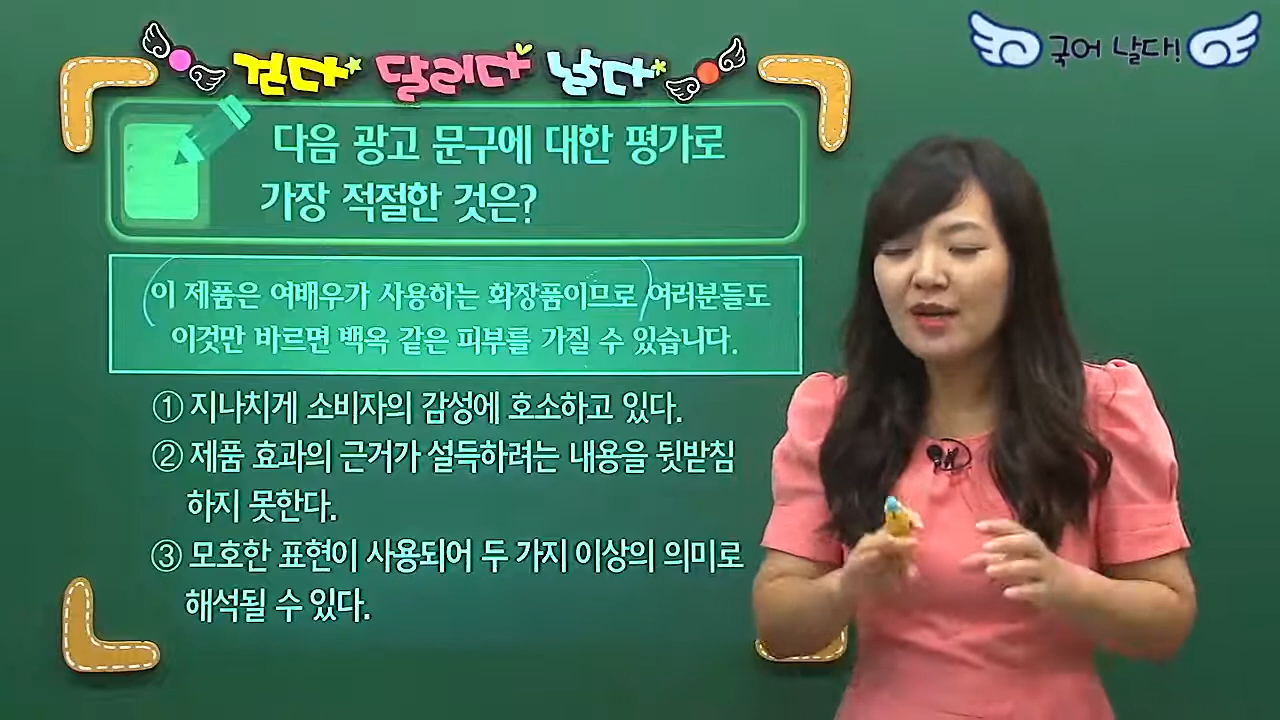 걷다 달리다 날다
국어 날다!
다음 광고 문구에 대한 평가로
가장 적절한 것은?
이 제품은 여배우가 사용하는 화장품이므로 여러분들도
이것만 바르면 백옥 같은 피부를 가질 수 있습니다.
① 지나치게 소비자의 감성에 호소하고 있다.
② 제품 효과의 근거가 설득하려는 내용을 뒷받침
하지 못한다.
③ 모호한 표현이 사용되어 두 가지 이상의 의미로
해석될 수 있다.